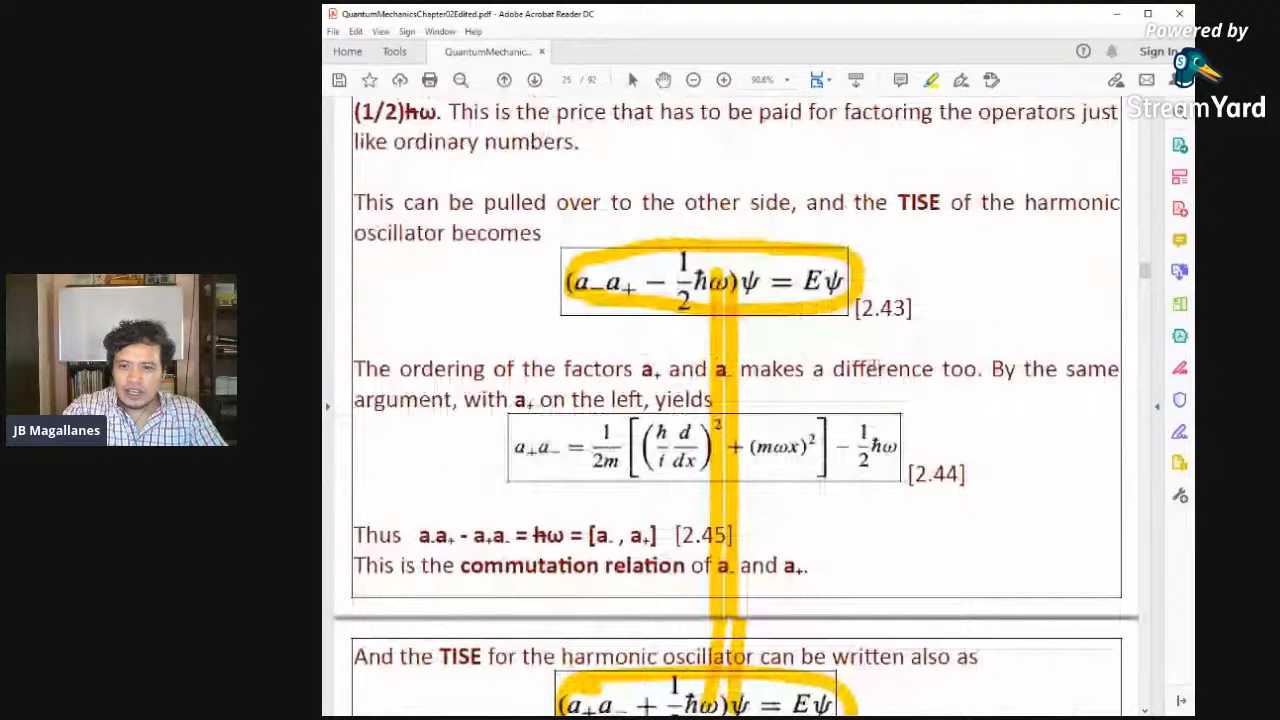 QuantumMechanicsChapter02Edited.pdf - Adobe Acrobat Reader DC
File Edit View Sign Window Help
Home Tools QuantumMechanic... × Sign In
25 / 92 90.6%
Powered by
StreamYard
(1/2)ħω. This is the price that has to be paid for factoring the operators just
like ordinary numbers.
This can be pulled over to the other side, and the TISE of the harmonic
oscillator becomes
(a₋a₊ − 1/2 ħω)ψ = Eψ [2.43]
The ordering of the factors a₊ and a₋ makes a difference too. By the same
argument, with a₊ on the left, yields
a₊a₋ = 1/2m [(ħ/i d/dx)² + (mωx)²] − 1/2 ħω [2.44]
Thus a₋a₊ - a₊a₋ = ħω = [a₋ , a₊] [2.45]
This is the commutation relation of a₋ and a₊.
And the TISE for the harmonic oscillator can be written also as
(a₊a₋ + 1/2 ħω)ψ = Eψ
JB Magallanes